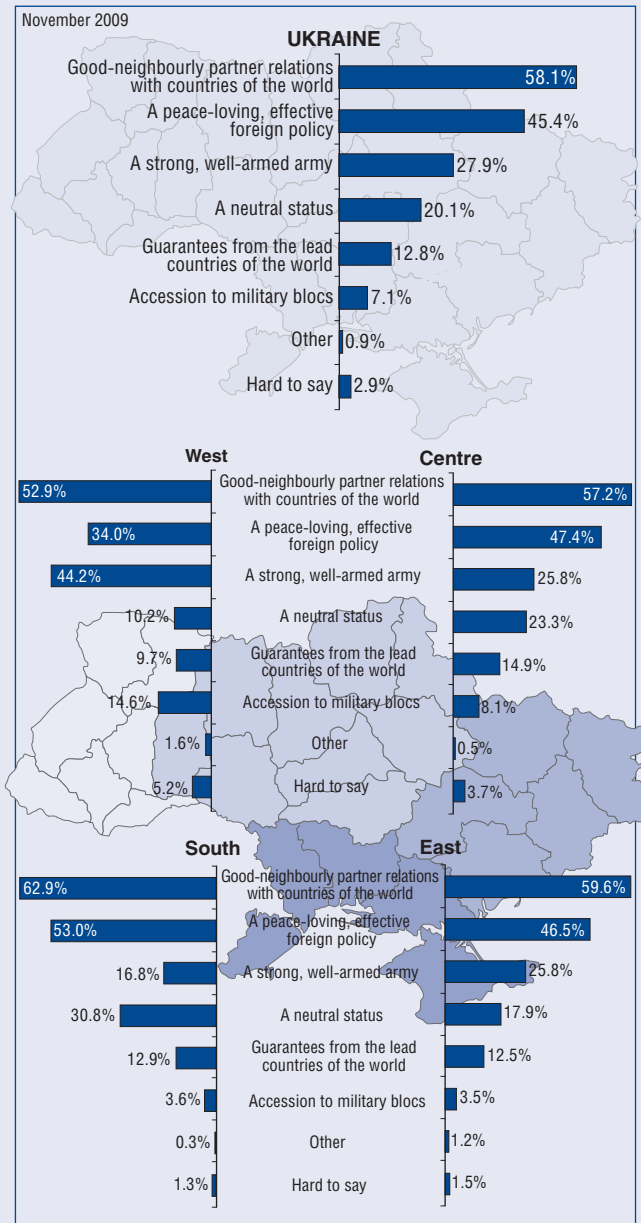 November 2009
UKRAINE
Good-neighbourly partner relations
with countries of the world
58.1%
A peace-loving, effective
foreign policy
45.4%
A strong, well-armed army
27.9%
A neutral status
20.1%
Guarantees from the lead
countries of the world
12.8%
Accession to military blocs
7.1%
Other
0.9%
Hard to say
2.9%
West
Centre
52.9%
Good-neighbourly partner relations
with countries of the world
57.2%
34.0%
A peace-loving, effective
foreign policy
47.4%
44.2%
A strong, well-armed army
25.8%
10.2%
A neutral status
23.3%
9.7%
Guarantees from the lead
countries of the world
14.9%
14.6%
Accession to military blocs
8.1%
1.6%
Other
0.5%
5.2%
Hard to say
3.7%
South
East
62.9%
Good-neighbourly partner relations
with countries of the world
59.6%
53.0%
A peace-loving, effective
foreign policy
46.5%
16.8%
A strong, well-armed army
25.8%
30.8%
A neutral status
17.9%
12.9%
Guarantees from the lead
countries of the world
12.5%
3.6%
Accession to military blocs
3.5%
0.3%
Other
1.2%
1.3%
Hard to say
1.5%